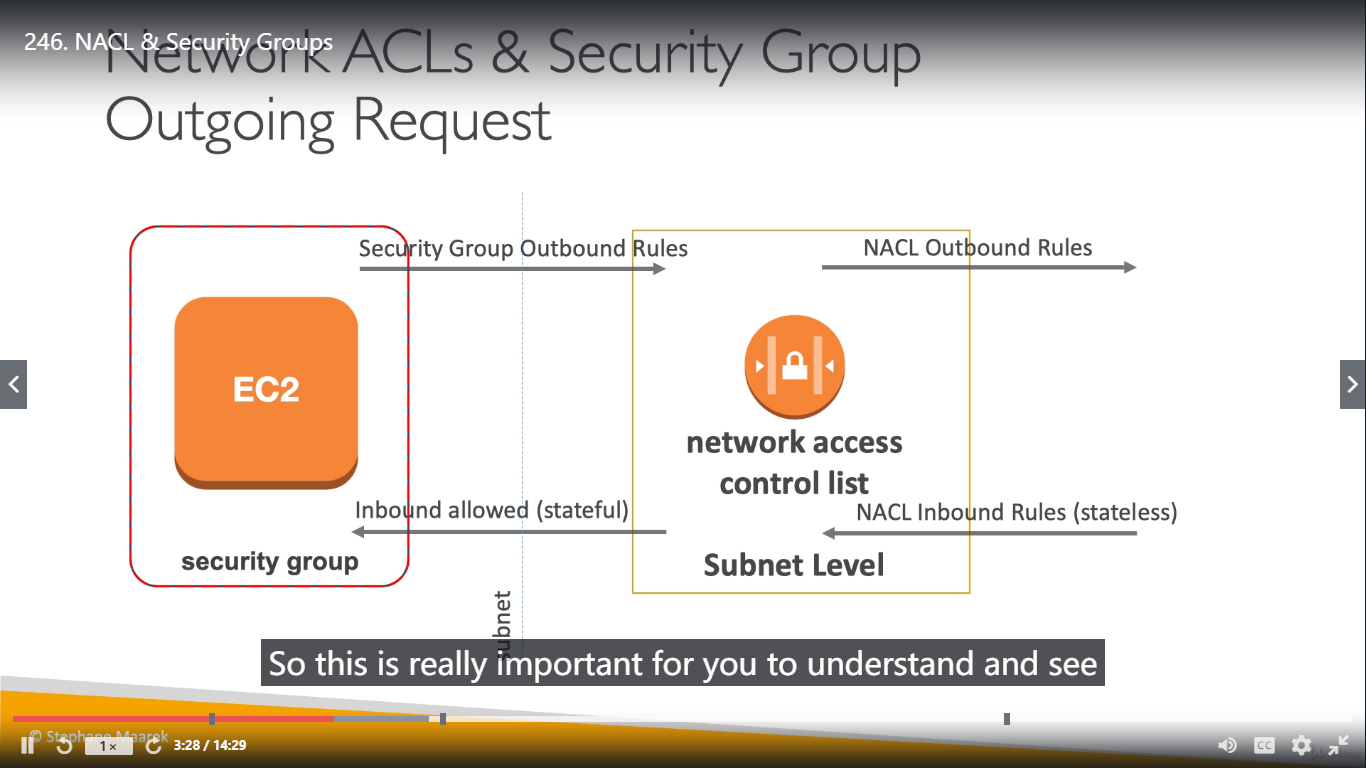 246. NACL & Security Groups
Network ACLs & Security Group
Outgoing Request
Security Group Outbound Rules
NACL Outbound Rules
EC2
network access
control list
Inbound allowed (stateful)
NACL Inbound Rules (stateless)
security group
Subnet Level
subnet
So this is really important for you to understand and see
© Stephane Maarek
1×
3:28 / 14:29
CC